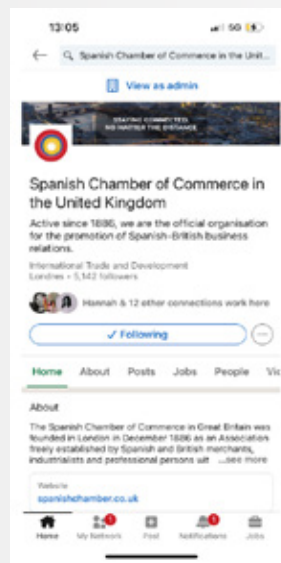 13:05
5G
Spanish Chamber of Commerce in the Unit...
View as admin
STAYING CONNECTED
NO MATTER THE DISTANCE
Spanish Chamber of Commerce in
the United Kingdom
Active since 1886, we are the official organisation
for the promotion of Spanish-British business
relations.
International Trade and Development
Londres • 5,142 followers
Hannah & 12 other connections work here
✓ Following
Home About Posts Jobs People Vic
About
The Spanish Chamber of Commerce in Great Britain was
founded in London in December 1886 as an Association
freely established by Spanish and British merchants,
industrialists and professional persons wit ...see more
Website
spanishchamber.co.uk
Home My Network Post Notifications Jobs